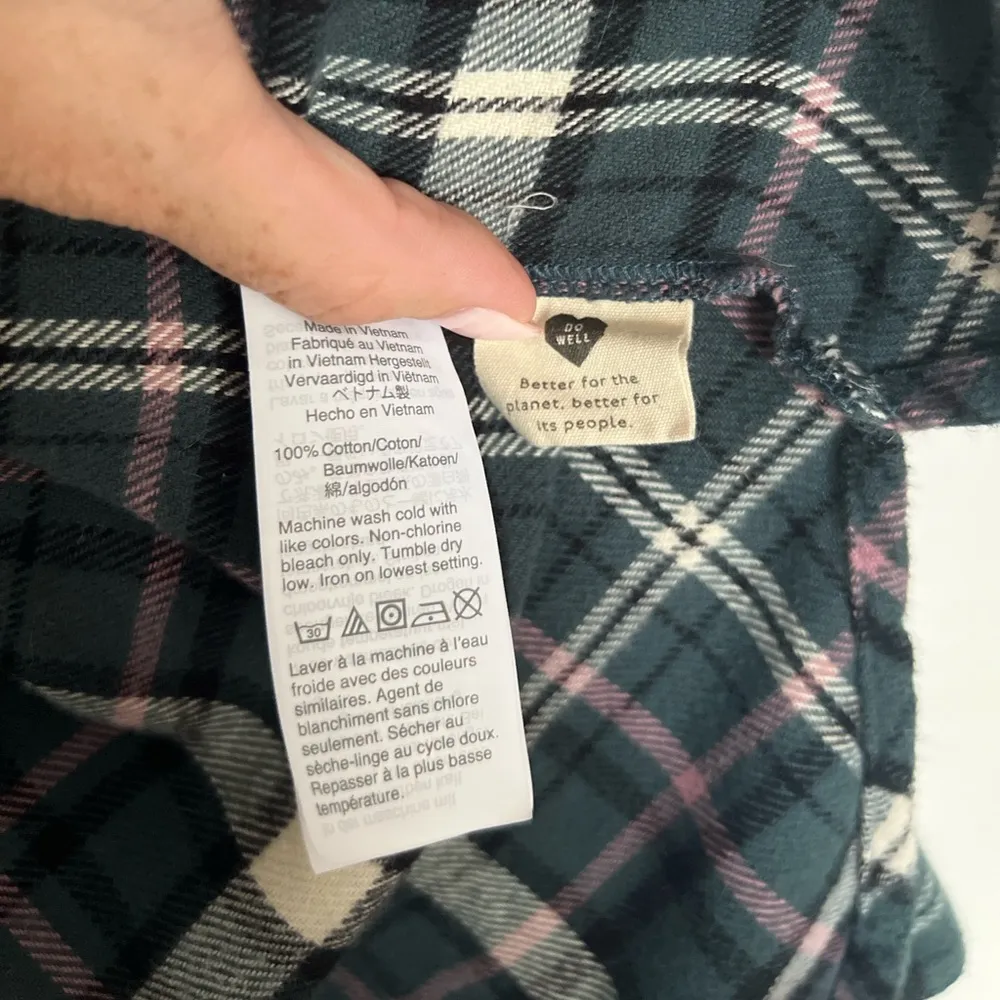 Made in Vietnam
Fabriqué au Vietnam
in Vietnam Hergestellt
Vervaardigd in Viëtnam
ベトナム製
Hecho en Vietnam
100% Cotton/Coton/
Baumwolle/Katoen/
綿/algodón
Machine wash cold with
like colors. Non-chlorine
bleach only. Tumble dry
low. Iron on lowest setting.
30
Laver à la machine à l'eau
froide avec des couleurs
similaires. Agent de
blanchiment sans chlore
seulement. Sécher au
sèche-linge au cycle doux.
Repasser à la plus basse
température.
DO
WELL
Better for the
planet, better for
its people.